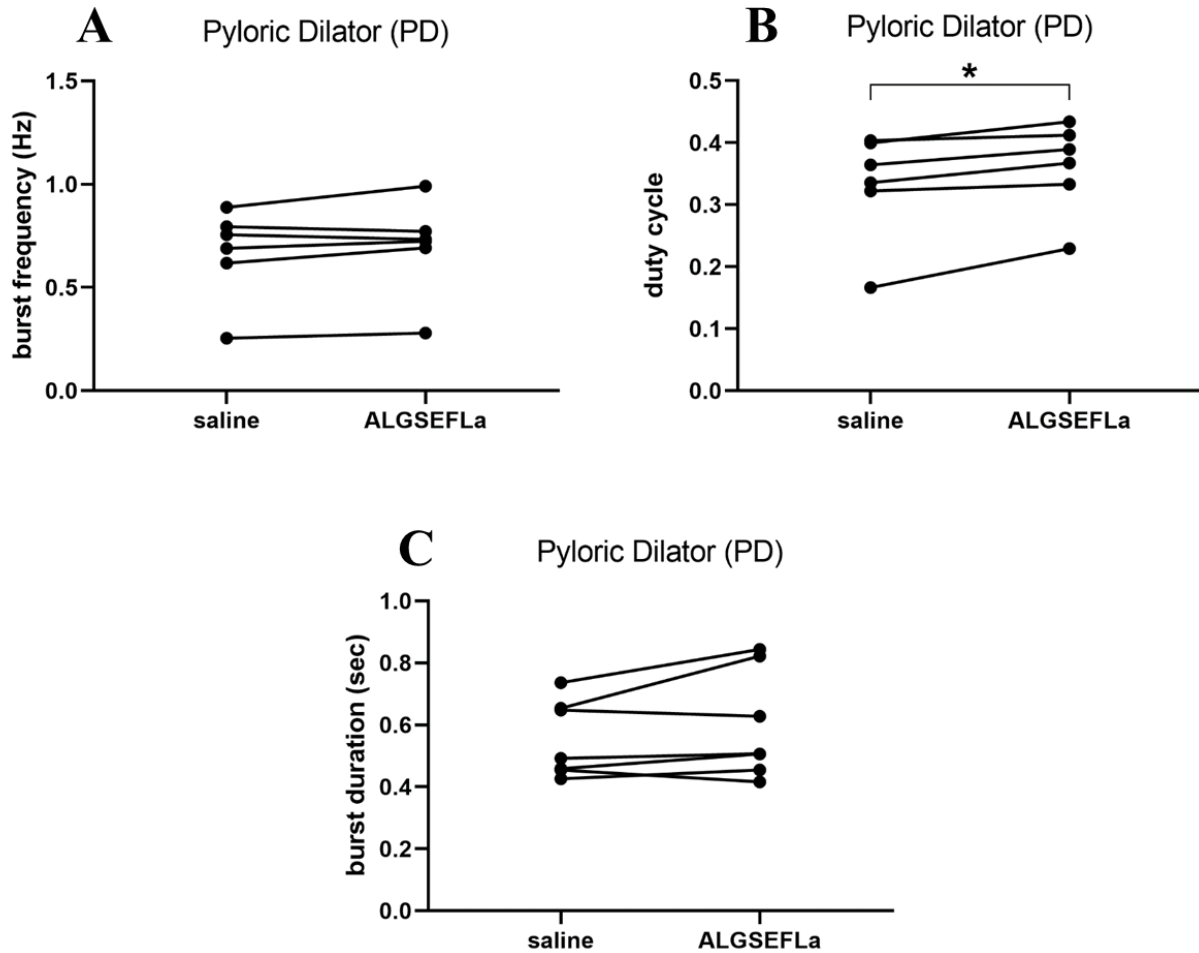 A
Pyloric Dilator (PD)
burst frequency (Hz)
1.5
1.0
0.5
0.0
saline
ALGSEFLa
B
Pyloric Dilator (PD)
*
duty cycle
0.5
0.4
0.3
0.2
0.1
0.0
saline
ALGSEFLa
C
Pyloric Dilator (PD)
burst duration (sec)
1.0
0.8
0.6
0.4
0.2
0.0
saline
ALGSEFLa